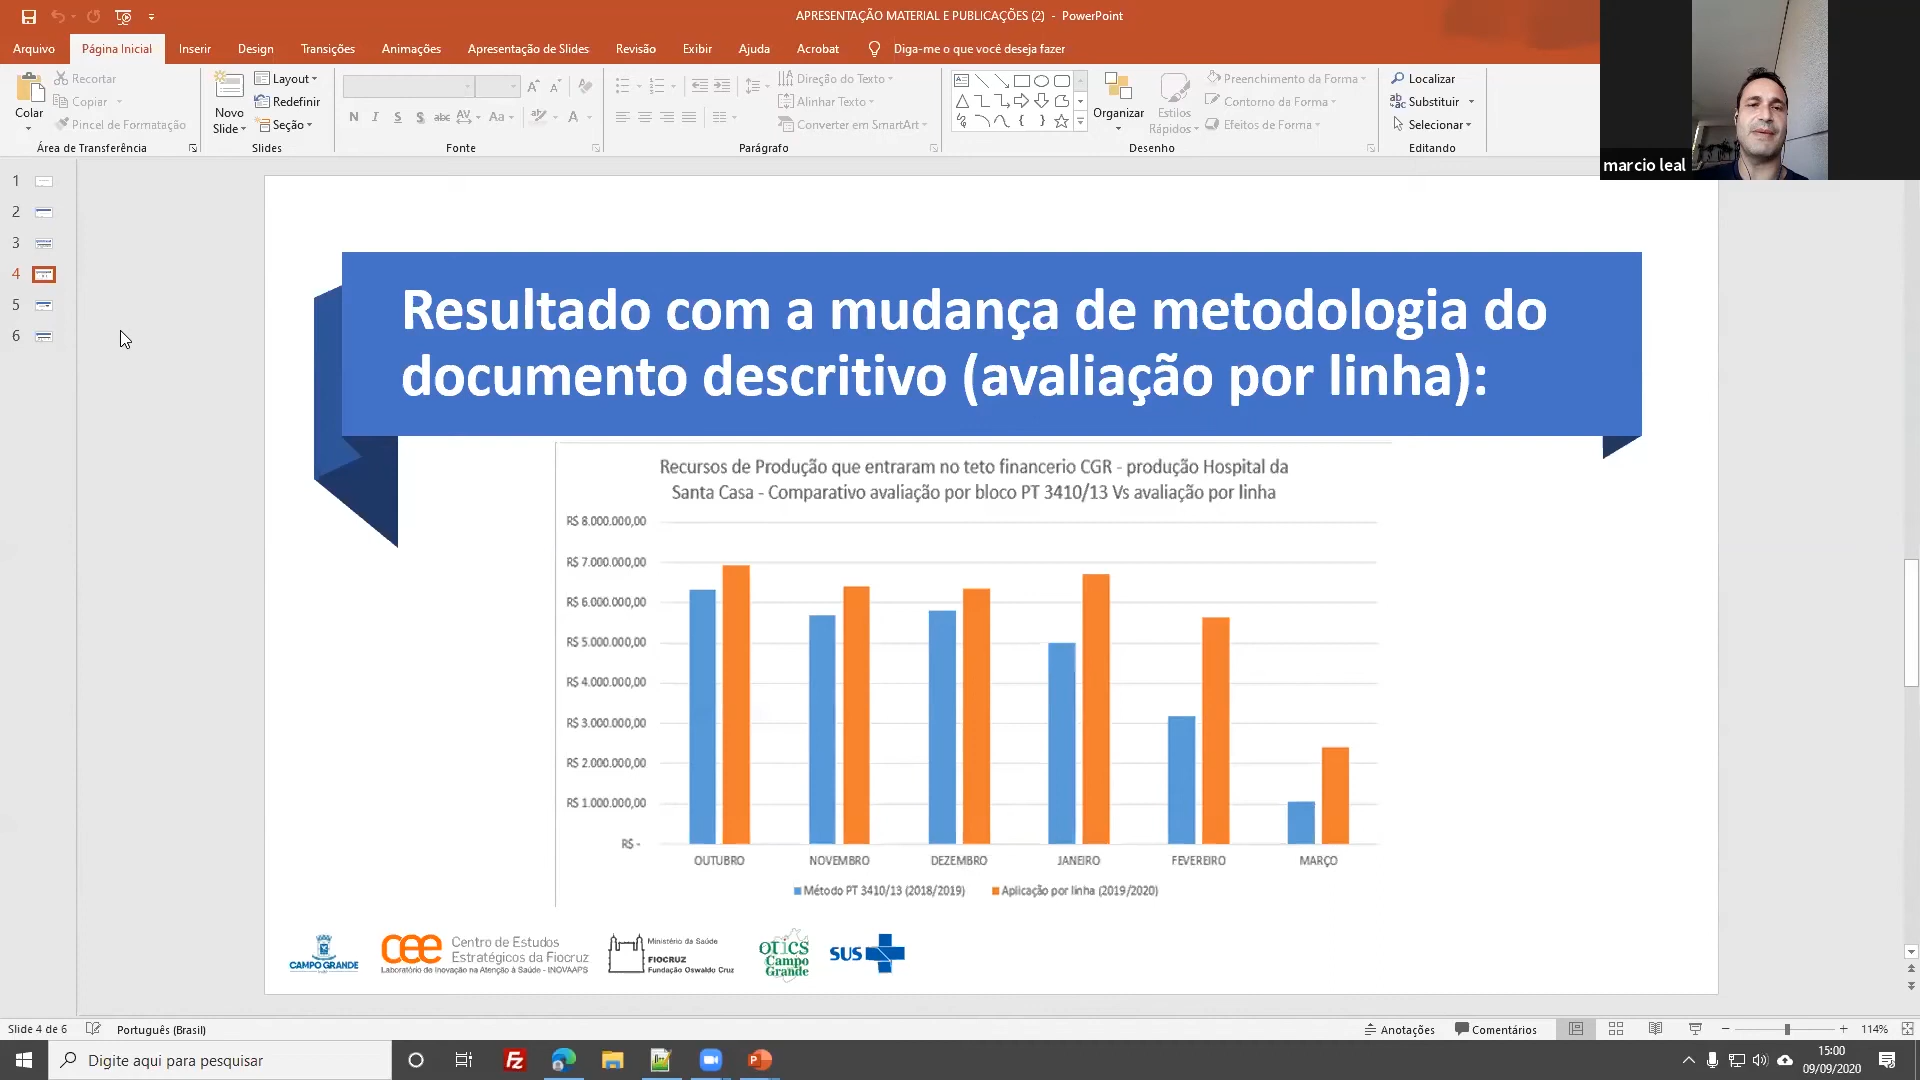 APRESENTAÇÃO MATERIAL E PUBLICAÇÕES (2) - PowerPoint
Arquivo
Página Inicial
Inserir
Design
Transições
Animações
Apresentação de Slides
Revisão
Exibir
Ajuda
Acrobat
Diga-me o que você deseja fazer
Colar
Recortar
Copiar
Pincel de Formatação
Área de Transferência
Novo
Slide
Layout
Redefinir
Seção
Slides
N I S S abc AV Aa A
Fonte
Direção do Texto
Alinhar Texto
Converter em SmartArt
Parágrafo
Organizar
Estilos
Rápidos
Preenchimento da Forma
Contorno da Forma
Efeitos de Forma
Desenho
Localizar
Substituir
Selecionar
Editando
marcio leal
1
2
3
4
5
6
Resultado com a mudança de metodologia do
documento descritivo (avaliação por linha):
Recursos de Produção que entraram no teto financerio CGR - produção Hospital da
Santa Casa - Comparativo avaliação por bloco PT 3410/13 Vs avaliação por linha
R$ 8.000.000,00
R$ 7.000.000,00
R$ 6.000.000,00
R$ 5.000.000,00
R$ 4.000.000,00
R$ 3.000.000,00
R$ 2.000.000,00
R$ 1.000.000,00
R$ -
OUTUBRO NOVEMBRO DEZEMBRO JANEIRO FEVEREIRO MARÇO
Método PT 3410/13 (2018/2019) Aplicação por linha (2019/2020)
CAMPO GRANDE
cee
Centro de Estudos
Estratégicos da Fiocruz
Laboratório de Inovação na Atenção à Saúde - INOVAAPS
Ministério da Saúde
FIOCRUZ
Fundação Oswaldo Cruz
OTICS
Campo
Grande
SUS
Slide 4 de 6
Português (Brasil)
Anotações
Comentários
114%
Digite aqui para pesquisar
15:00
09/09/2020